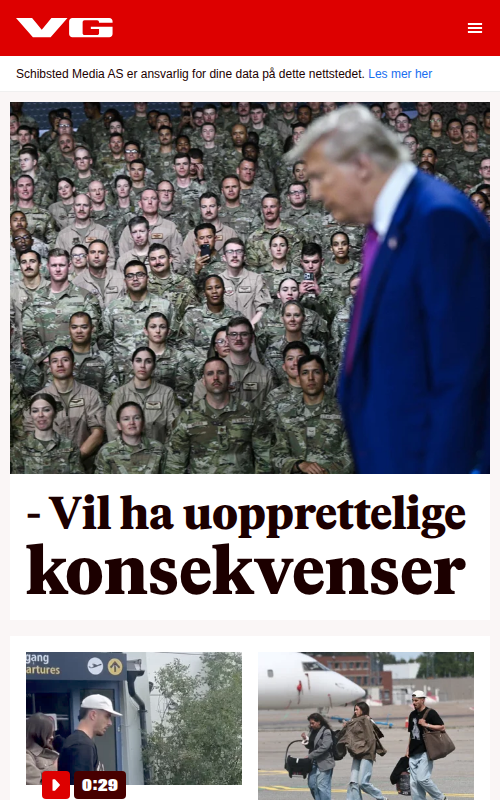 VG
Schibsted Media AS er ansvarlig for dine data på dette nettstedet. Les mer her
- Vil ha uopprettelige
konsekvenser
gang
artures
0:29